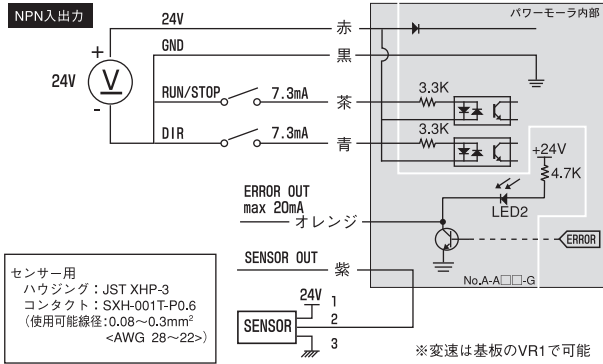 NPN入出力
パワーモーラ内部
24V
赤
GND
黒
+
24V
V
-
RUN/STOP
7.3mA
茶
3.3K
DIR
7.3mA
青
3.3K
+24V
4.7K
LED2
ERROR OUT
max 20mA
オレンジ
ERROR
SENSOR OUT
紫
No.A-A□□-G
センサー用
ハウジング：JST XHP-3
コンタクト：SXH-001T-P0.6
（使用可能線径：0.08～0.3mm²
<AWG 28～22>）
24V
1
SENSOR
2
3
※変速は基板のVR1で可能